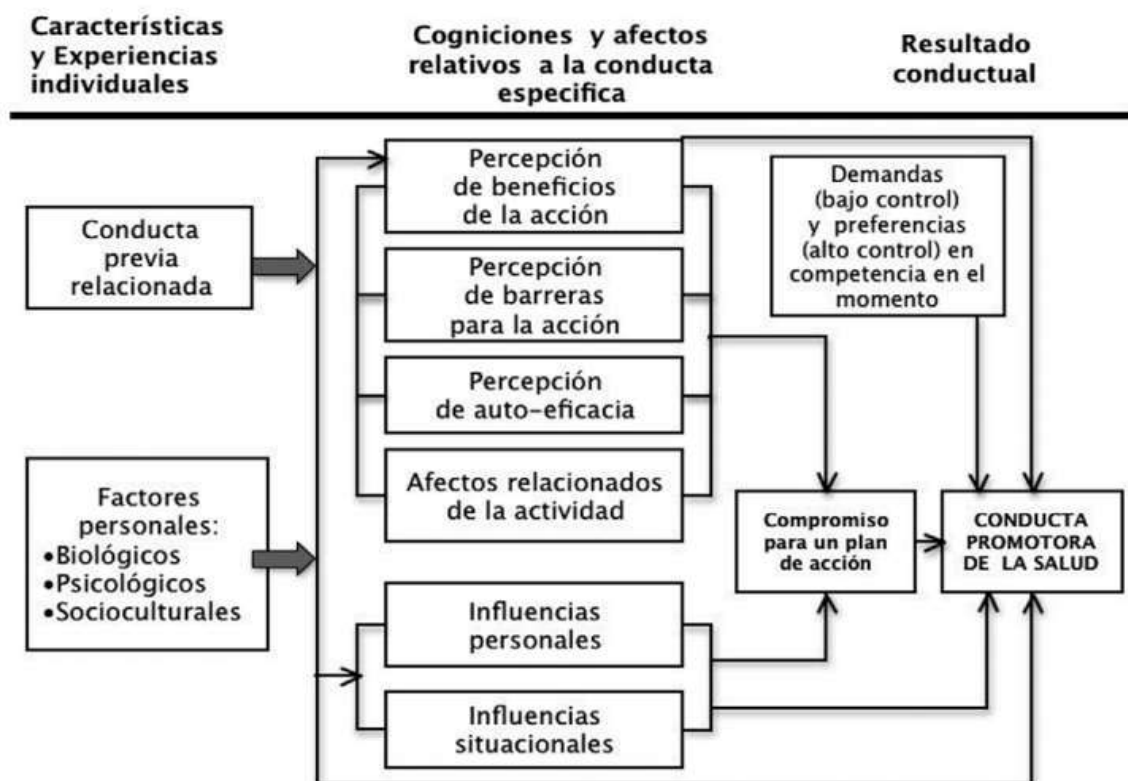 Características
y Experiencias
individuales
Cogniciones y afectos
relativos a la conducta
especifica
Resultado
conductual
Conducta
previa
relacionada
Factores
personales:
•Biológicos
•Psicológicos
•Socioculturales
Percepción
de beneficios
de la acción
Percepción
de barreras
para la acción
Percepción
de auto-eficacia
Afectos relacionados
de la actividad
Influencias
personales
Influencias
situacionales
Demandas
(bajo control)
y preferencias
(alto control) en
competencia en el
momento
Compromiso
para un plan
de acción
CONDUCTA
PROMOTORA
DE LA SALUD